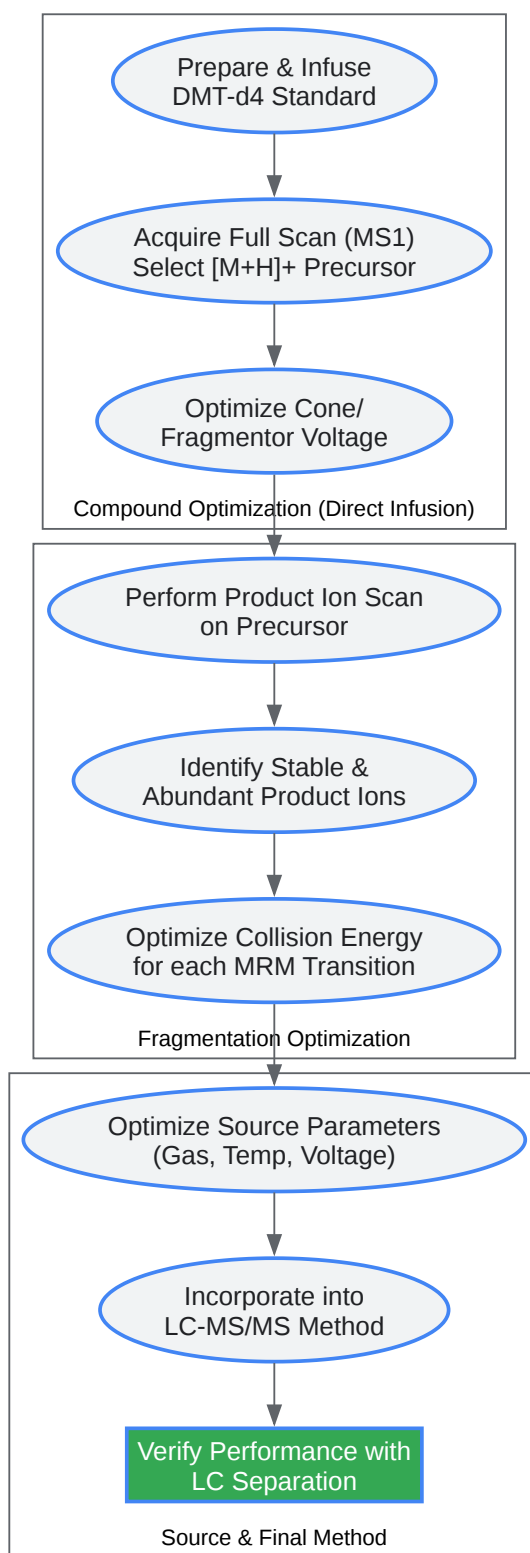 Prepare & Infuse
DMT-d4 Standard
Acquire Full Scan (MS1)
Select [M+H]+ Precursor
Optimize Cone/
Fragmentor Voltage
Compound Optimization (Direct Infusion)
Perform Product Ion Scan
on Precursor
Identify Stable &
Abundant Product Ions
Optimize Collision Energy
for each MRM Transition
Fragmentation Optimization
Optimize Source Parameters
(Gas, Temp, Voltage)
Incorporate into
LC-MS/MS Method
Verify Performance with
LC Separation
Source & Final Method